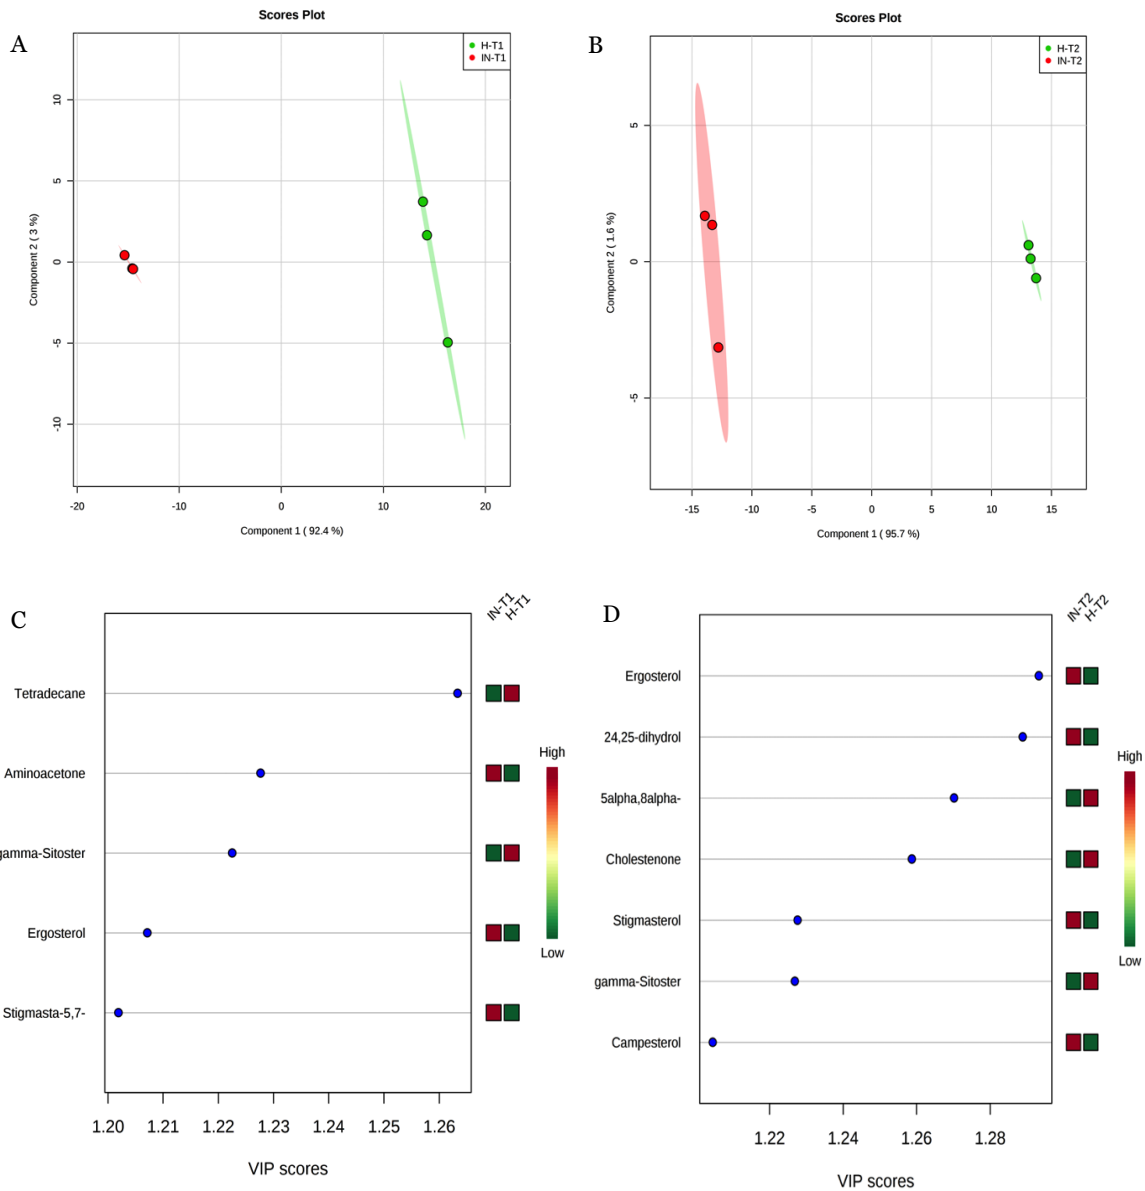 Scores Plot
A
H-T1
IN-T1
Component 2 ( 3 %)
10
5
0
-5
-10
-20
-10
0
10
20
Component 1 ( 92.4 %)
Scores Plot
B
H-T2
IN-T2
Component 2 ( 1.6 %)
5
0
-5
-15
-10
-5
0
5
10
15
Component 1 ( 95.7 %)
C
IN-T1
H-T1
Tetradecane
Aminoacetone
gamma-Sitoster
Ergosterol
Stigmasta-5,7-
High
Low
1.20
1.21
1.22
1.23
1.24
1.25
1.26
VIP scores
D
IN-T2
H-T2
Ergosterol
24,25-dihydrol
5alpha,8alpha-
Cholestenone
Stigmasterol
gamma-Sitoster
Campesterol
High
Low
1.22
1.24
1.26
1.28
VIP scores